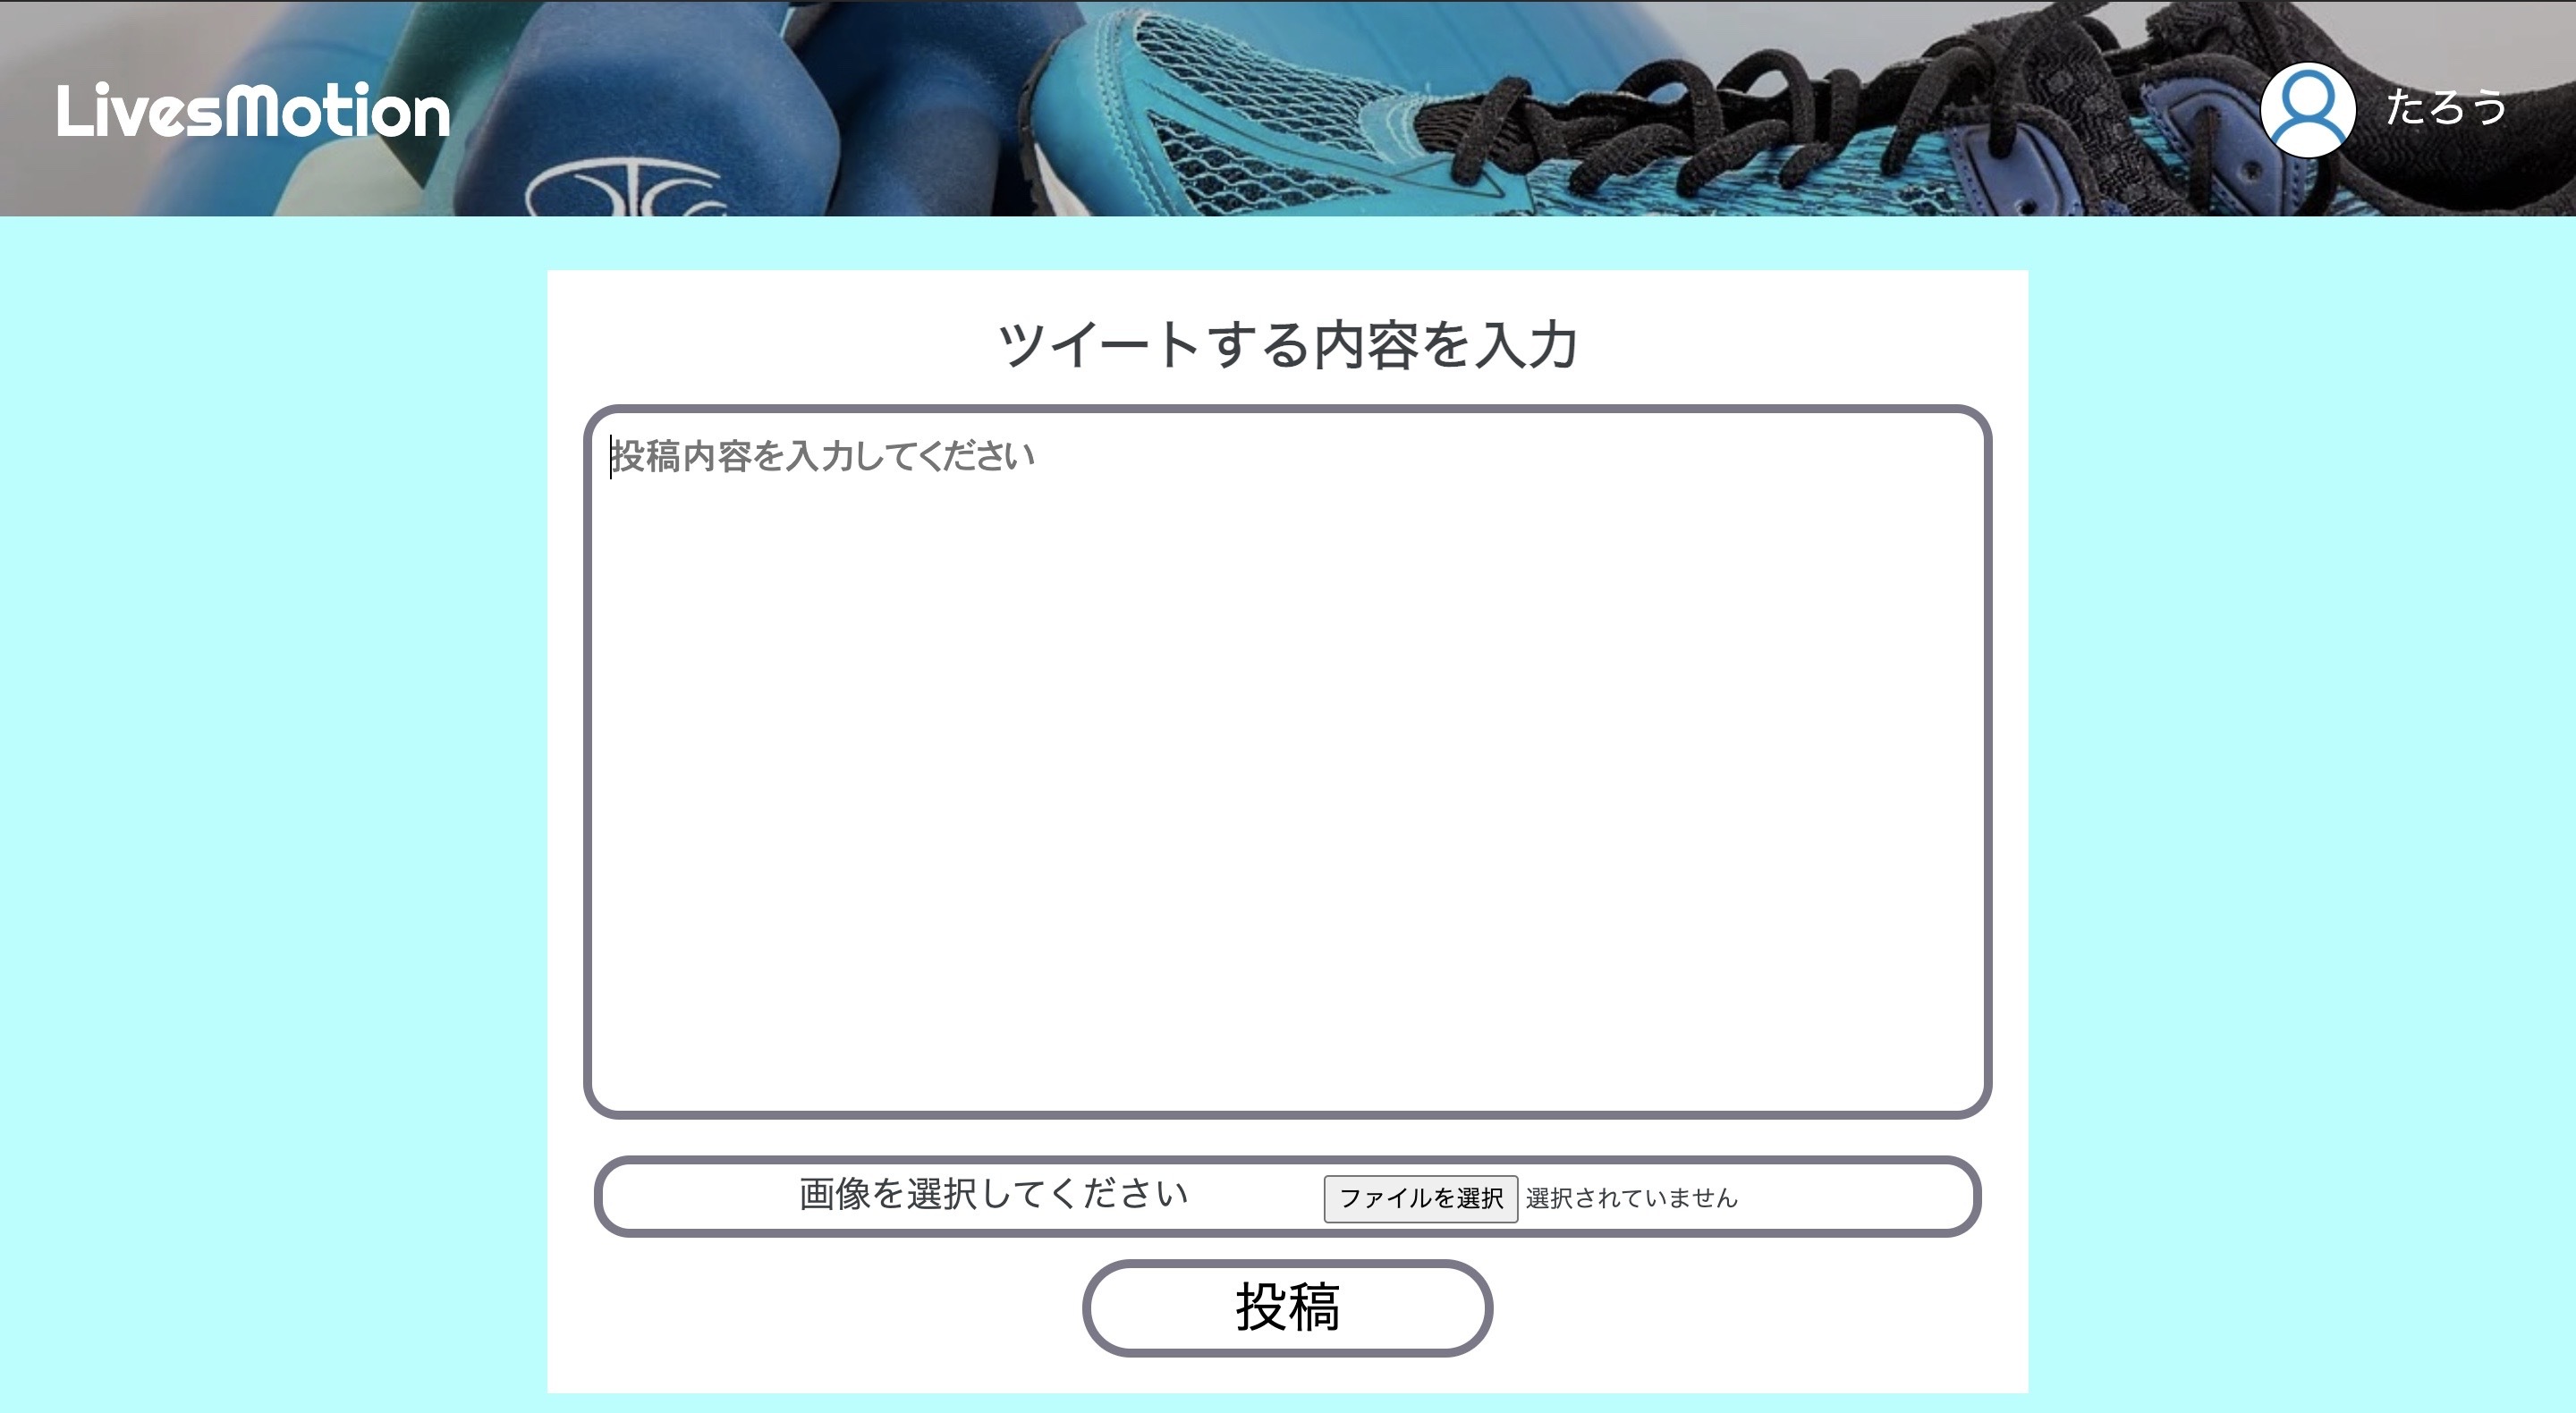 LivesMotion
たろう
ツイートする内容を入力
投稿内容を入力してください
画像を選択してください
ファイルを選択 選択されていません
投稿